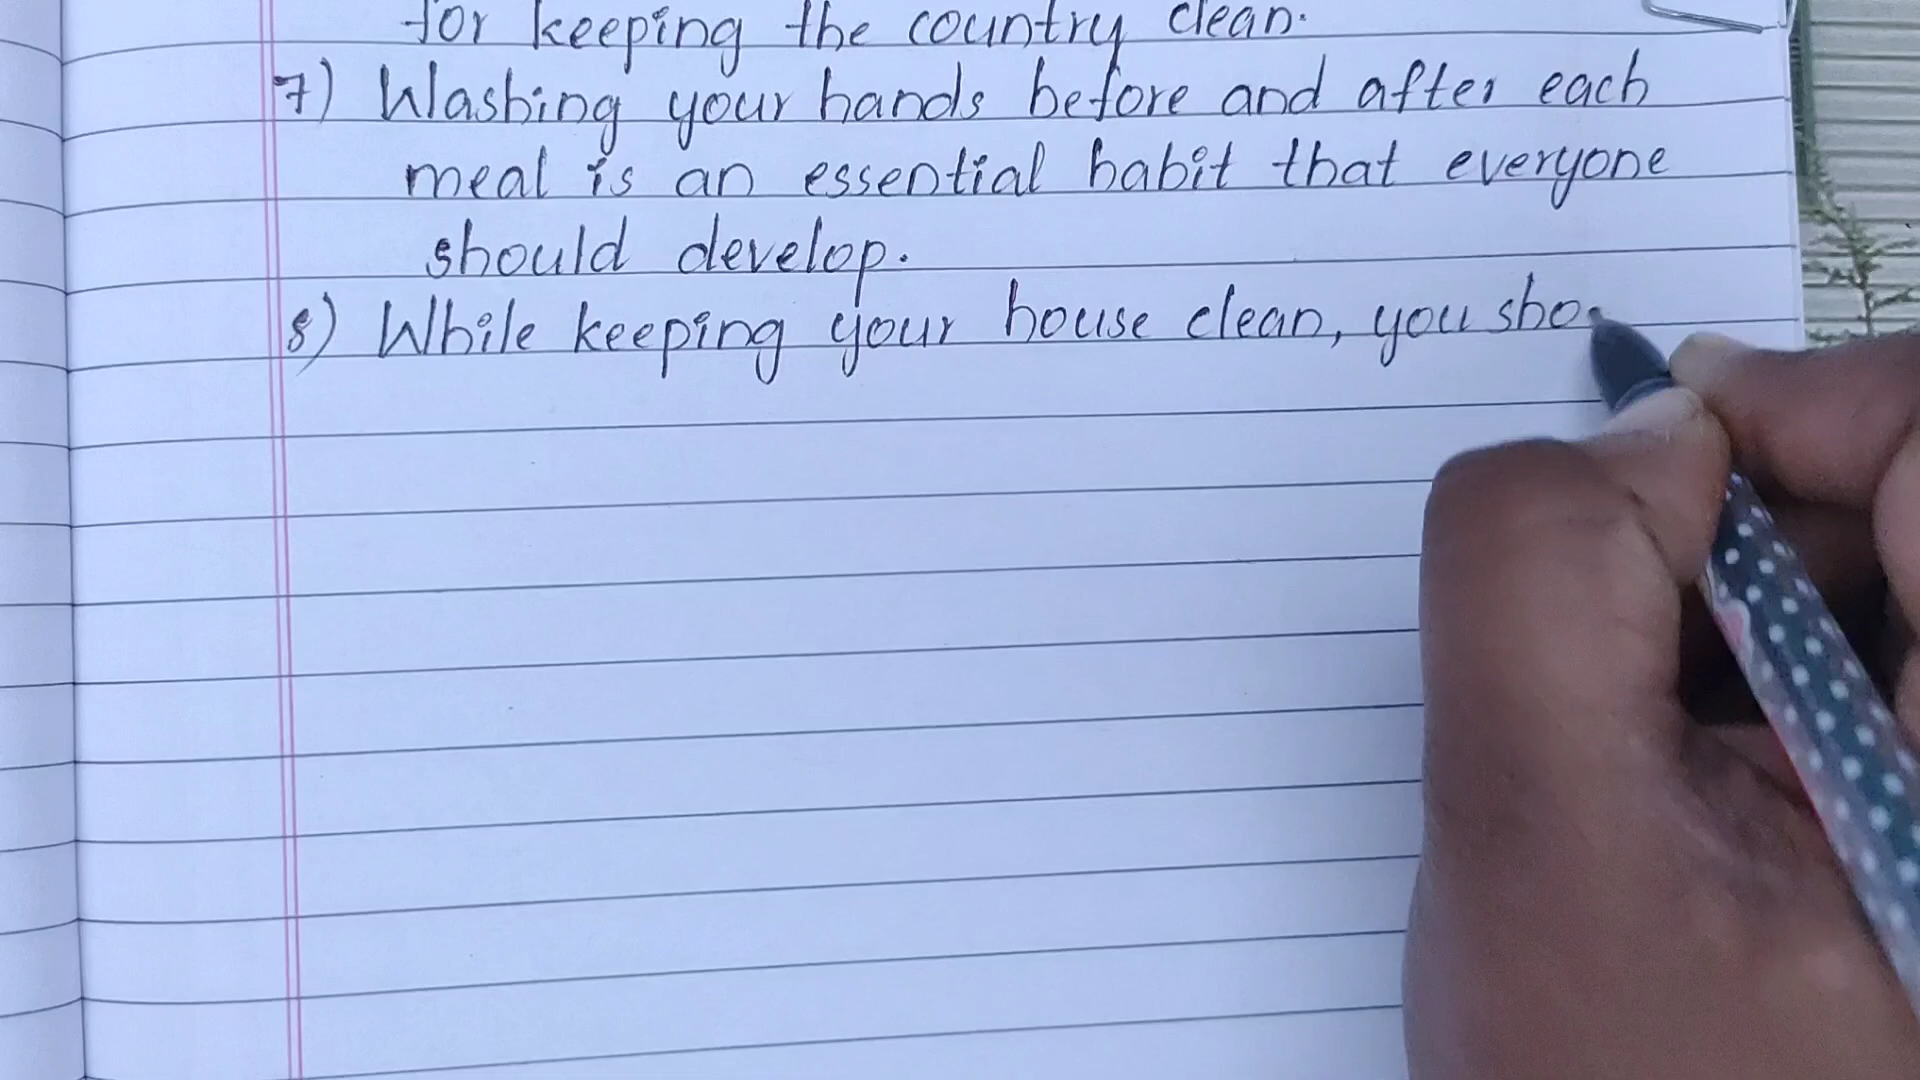 for keeping the country clean.
7) Washing your hands before and after each
meal is an essential habit that everyone
should develop.
8) While keeping your house clean, you sho